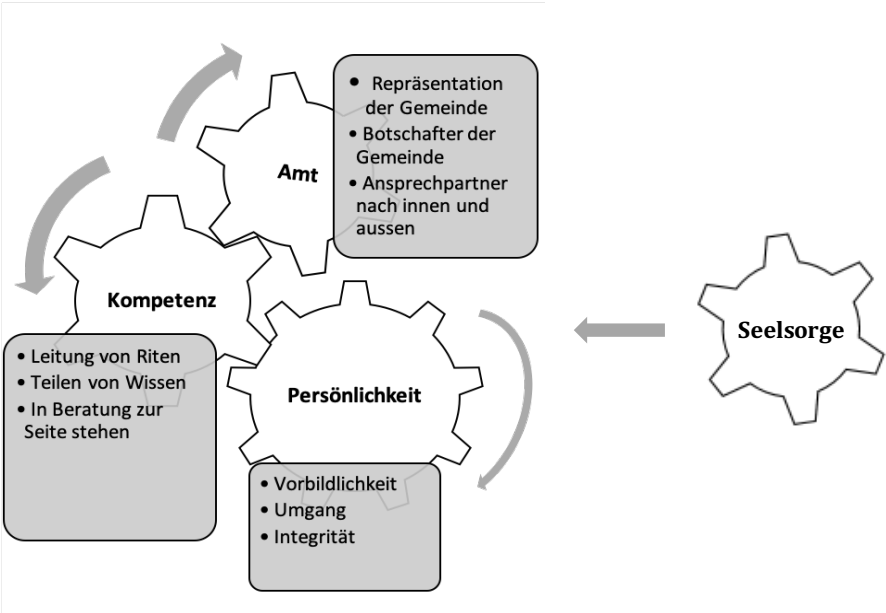 • Repräsentation
der Gemeinde
• Botschafter der
Gemeinde
• Ansprechpartner
nach innen und
aussen
Amt
Kompetenz
• Leitung von Riten
• Teilen von Wissen
• In Beratung zur
Seite stehen
Persönlichkeit
• Vorbildlichkeit
• Umgang
• Integrität
Seelsorge